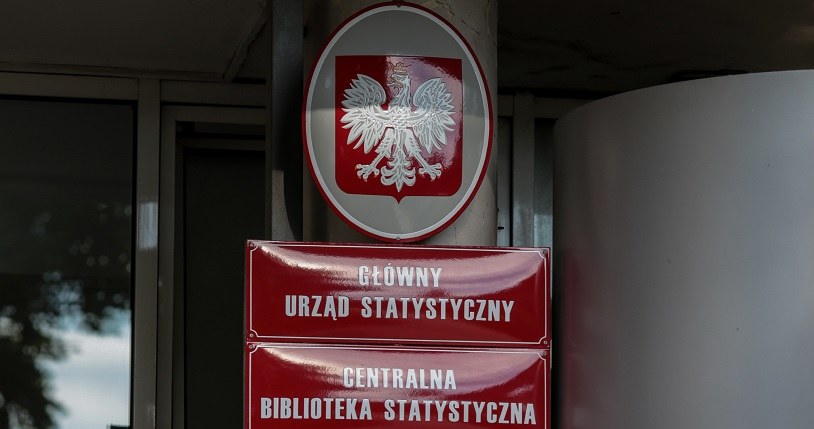 GŁÓWNY
URZĄD STATYSTYCZNY
CENTRALNA
BIBLIOTEKA STATYSTYCZNA